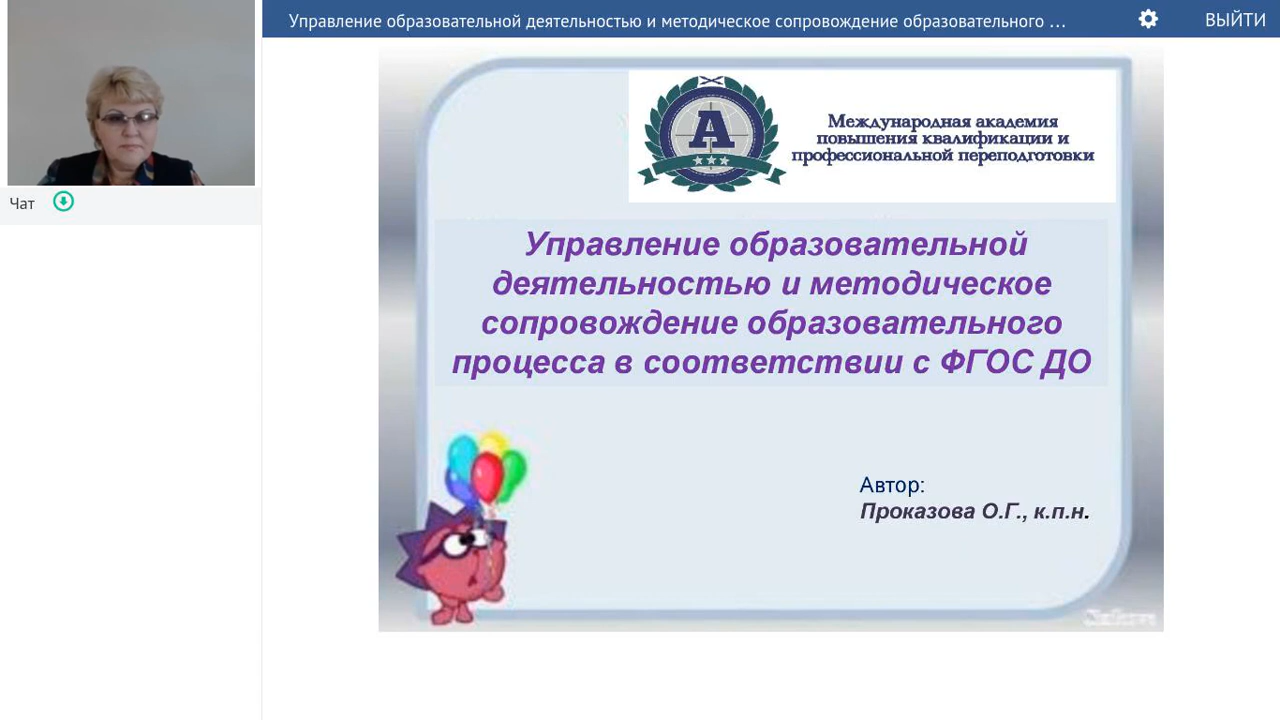 Управление образовательной деятельностью и методическое сопровождение образовательного ...
ВЫЙТИ
Чат
А
Международная академия
повышения квалификации и
профессиональной переподготовки
Управление образовательной
деятельностью и методическое
сопровождение образовательного
процесса в соответствии с ФГОС ДО
Автор:
Проказова О.Г., к.п.н.